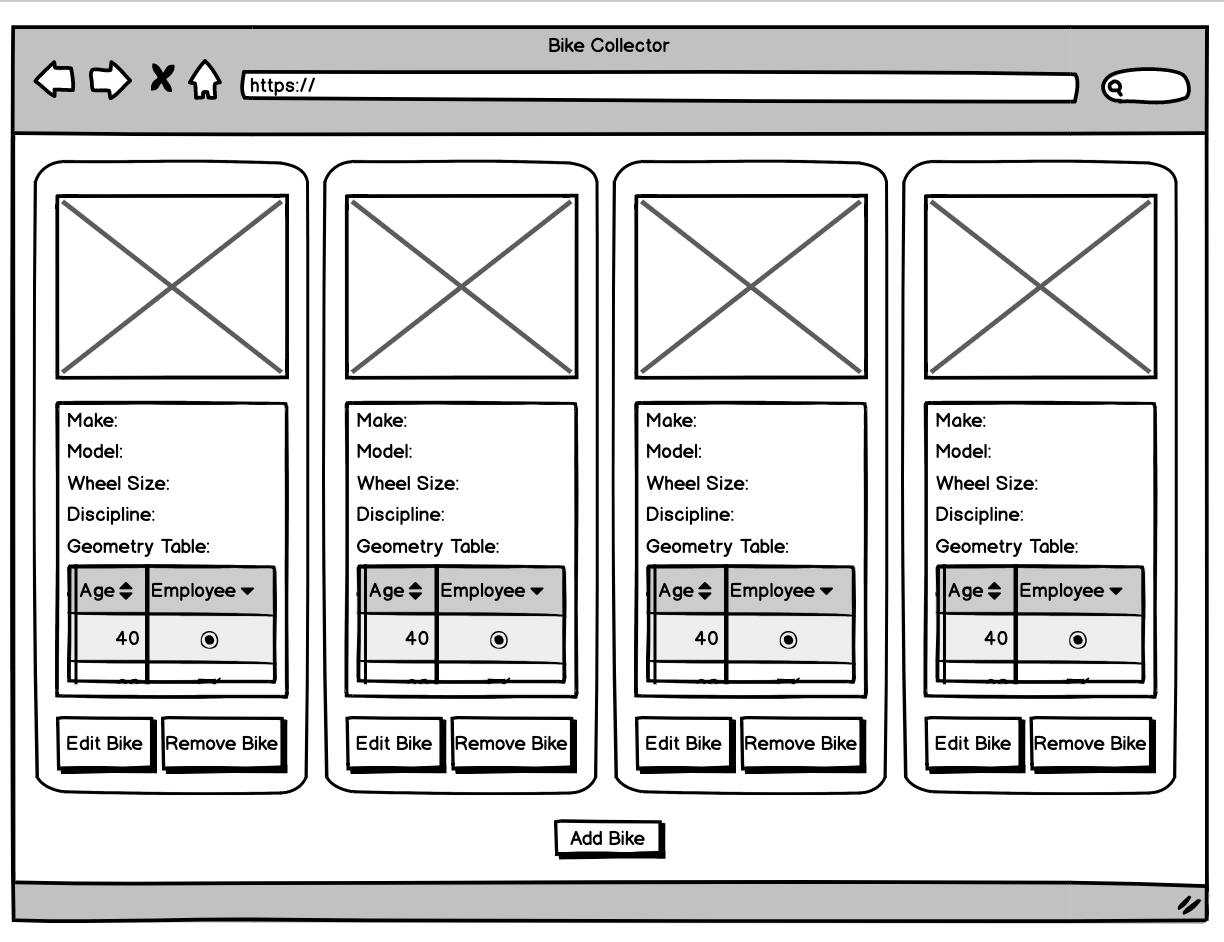 Bike Collector
https://
Make:
Model:
Wheel Size:
Discipline:
Geometry Table:
Age Employee
40
Edit Bike Remove Bike
Make:
Model:
Wheel Size:
Discipline:
Geometry Table:
Age Employee
40
Edit Bike Remove Bike
Make:
Model:
Wheel Size:
Discipline:
Geometry Table:
Age Employee
40
Edit Bike Remove Bike
Make:
Model:
Wheel Size:
Discipline:
Geometry Table:
Age Employee
40
Edit Bike Remove Bike
Add Bike